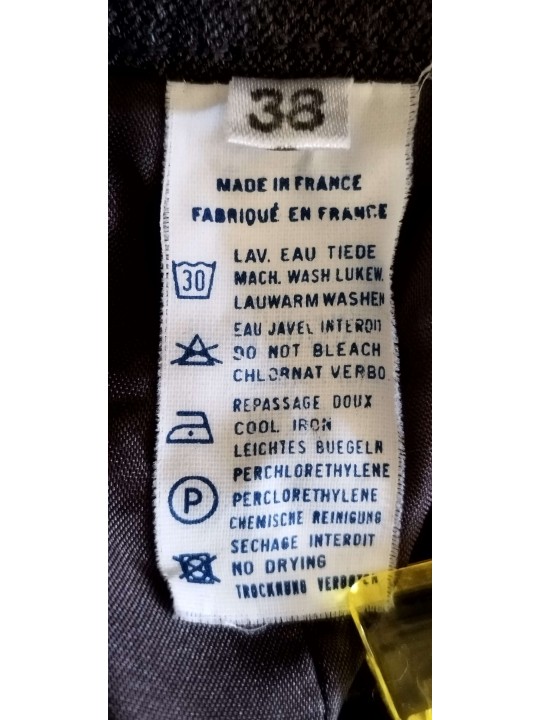 38
MADE IN FRANCE
FABRIQUÉ EN FRANCE
30
LAV. EAU TIEDE
MACH. WASH LUKEW.
LAUWARM WASHEN
EAU JAVEL INTERDIT
DO NOT BLEACH
CHLORNAT VERBO
REPASSAGE DOUX
COOL IRON
LEICHTES BUEGELN
PERCHLORETHYLENE
P
PERCLORETHYLENE
CHEMISCHE REINIGUNG
SECHAGE INTERDIT
NO DRYING
TROCKNUNG VERBOTEN